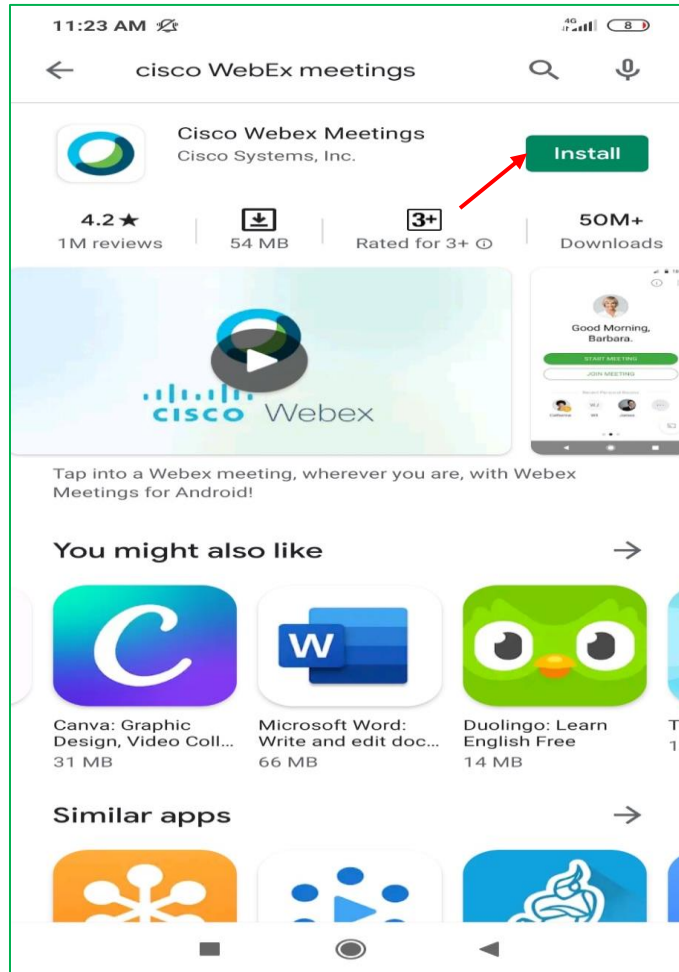 11:23 AM
4G
8
cisco WebEx meetings
Cisco Webex Meetings
Cisco Systems, Inc.
Install
4.2★
1M reviews
54 MB
3+
Rated for 3+
50M+
Downloads
cisco Webex
Good Morning,
Barbara.
START MEETING
JOIN MEETING
Tap into a Webex meeting, wherever you are, with Webex
Meetings for Android!
You might also like
W
Canva: Graphic
Design, Video Coll...
31 MB
Microsoft Word:
Write and edit doc...
66 MB
Duolingo: Learn
English Free
14 MB
T
1
Similar apps